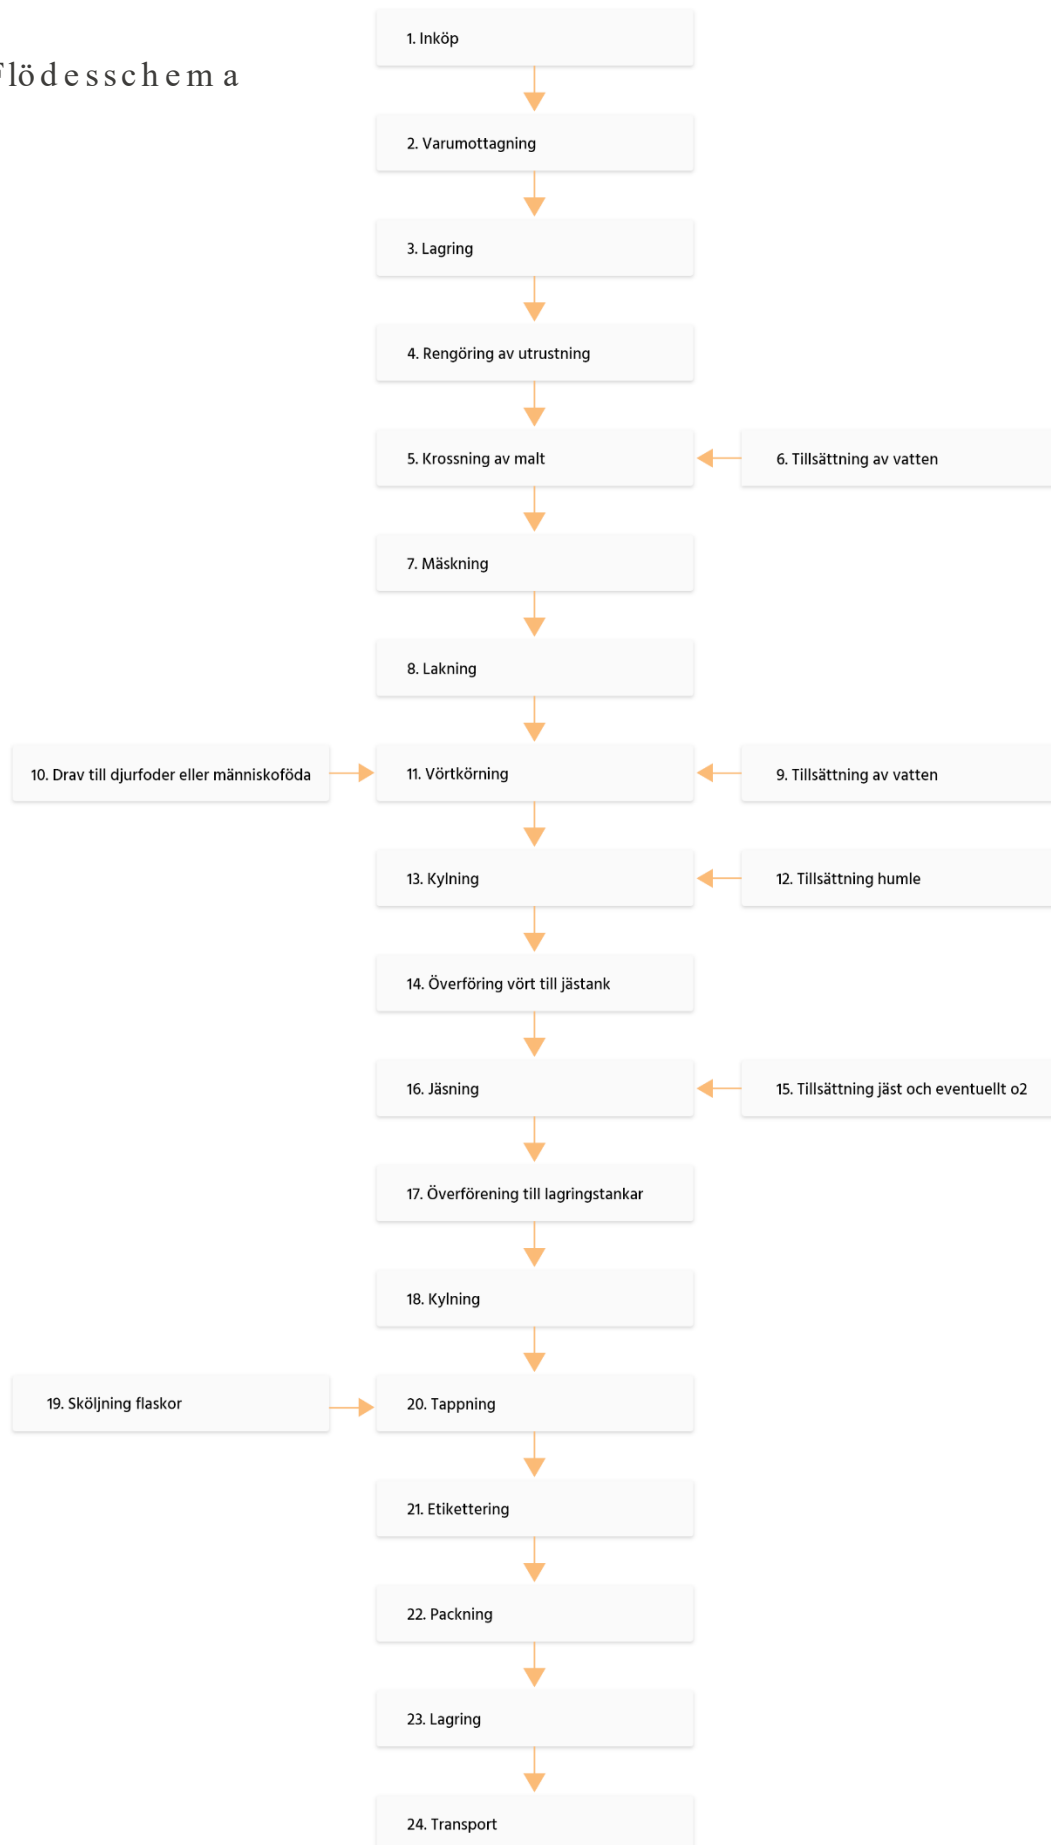 Flödesschema
1. Inköp
2. Varumottagning
3. Lagring
4. Rengöring av utrustning
5. Krossning av malt
6. Tillsättning av vatten
7. Mäskning
8. Lakning
10. Drav till djurfoder eller människoföda
11. Vörtkörning
9. Tillsättning av vatten
13. Kylning
12. Tillsättning humle
14. Överföring vört till jästank
16. Jäsning
15. Tillsättning jäst och eventuellt o2
17. Överförening till lagringstankar
18. Kylning
19. Sköljning flaskor
20. Tappning
21. Etikettering
22. Packning
23. Lagring
24. Transport